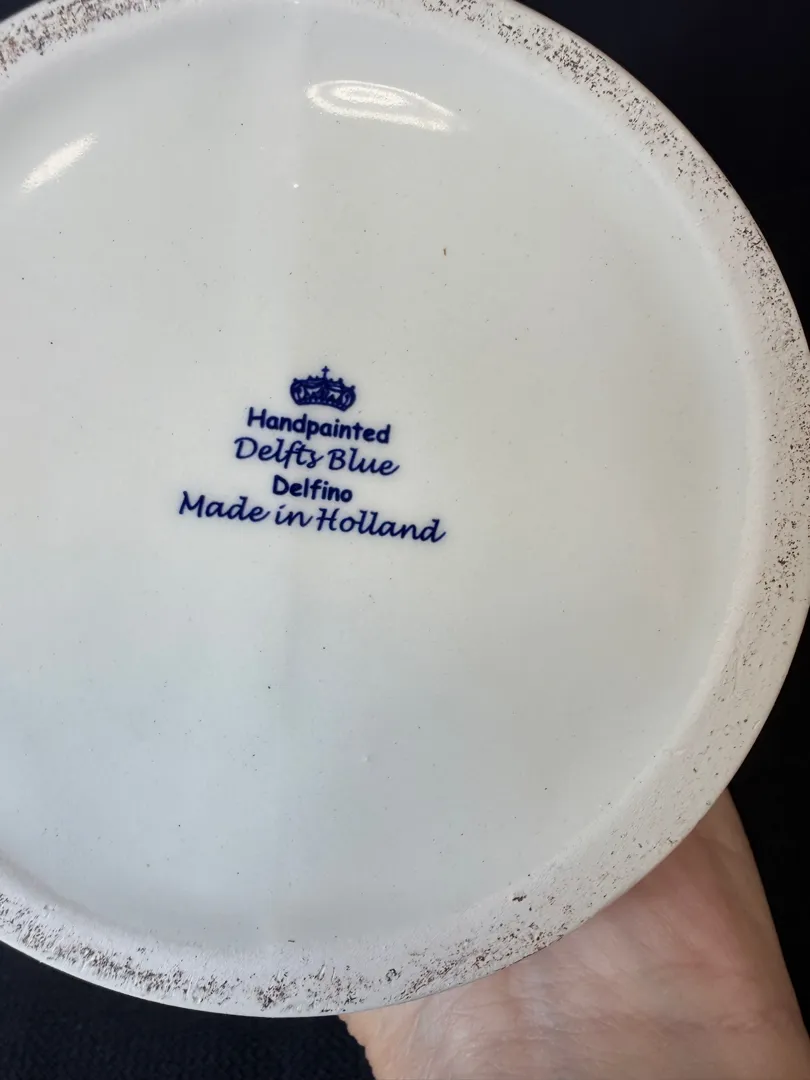 Handpainted
Delfts Blue
Delfino
Made in Holland